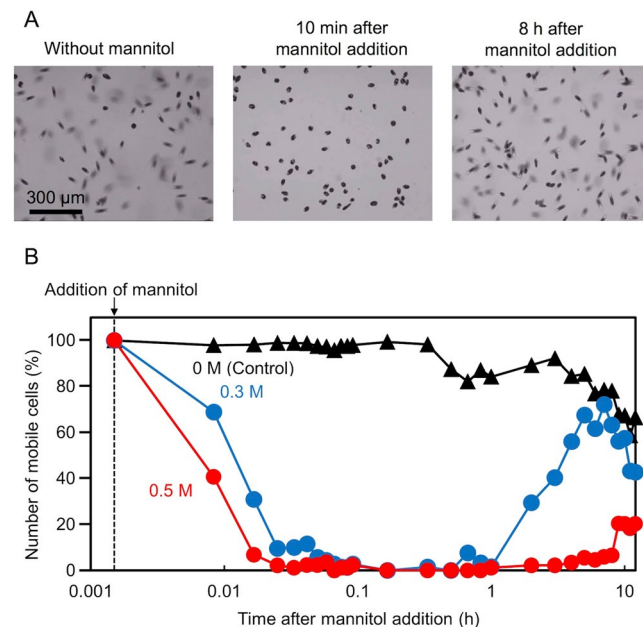 A
Without mannitol
10 min after
mannitol addition
8 h after
mannitol addition
300 µm
B
Addition of mannitol
Number of mobile cells (%)
100
80
60
40
20
0
0 M (Control)
0.3 M
0.5 M
0.001
0.01
0.1
1
10
Time after mannitol addition (h)